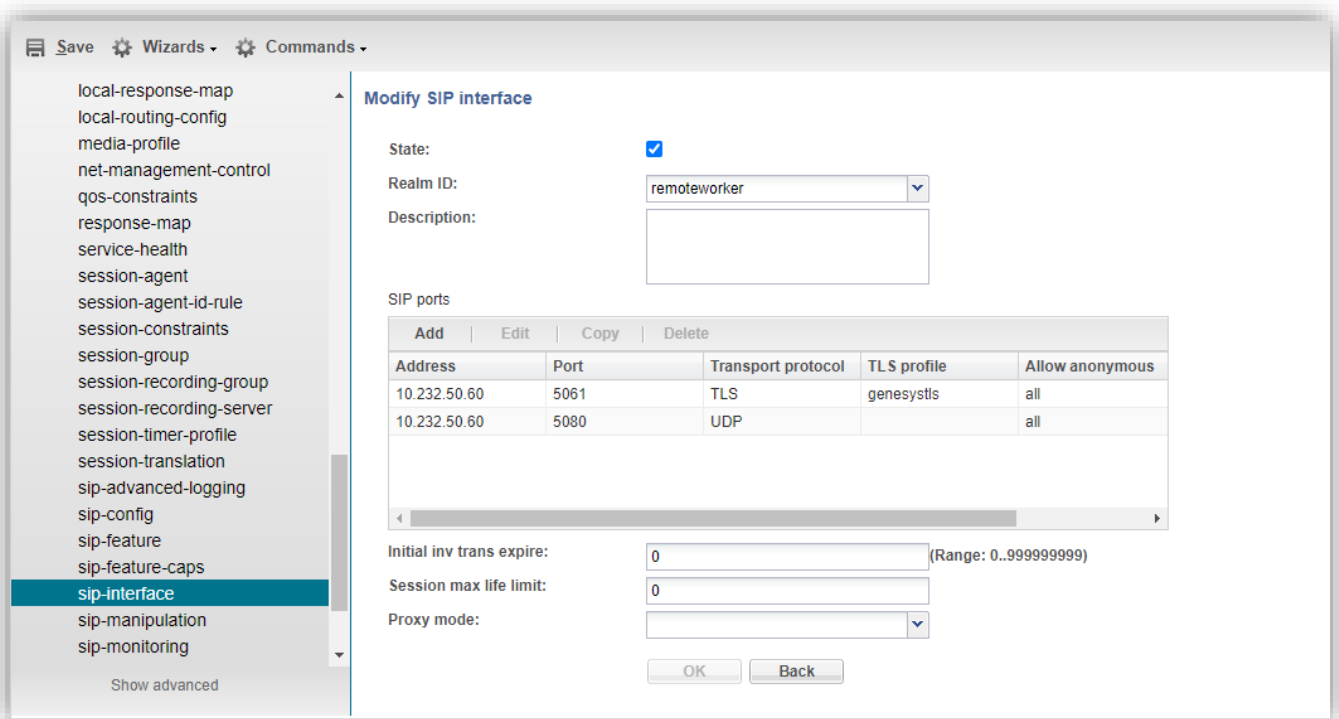 Save Wizards Commands
local-response-map
local-routing-config
media-profile
net-management-control
qos-constraints
response-map
service-health
session-agent
session-agent-id-rule
session-constraints
session-group
session-recording-group
session-recording-server
session-timer-profile
session-translation
sip-advanced-logging
sip-config
sip-feature
sip-feature-caps
sip-interface
sip-manipulation
sip-monitoring
Show advanced
Modify SIP interface
State:
Realm ID: remoteworker
Description:
SIP ports
Add | Edit | Copy | Delete
Address Port Transport protocol TLS profile Allow anonymous
10.232.50.60 5061 TLS genesystls all
10.232.50.60 5080 UDP all
Initial inv trans expire: 0 (Range: 0..999999999)
Session max life limit: 0
Proxy mode:
OK Back